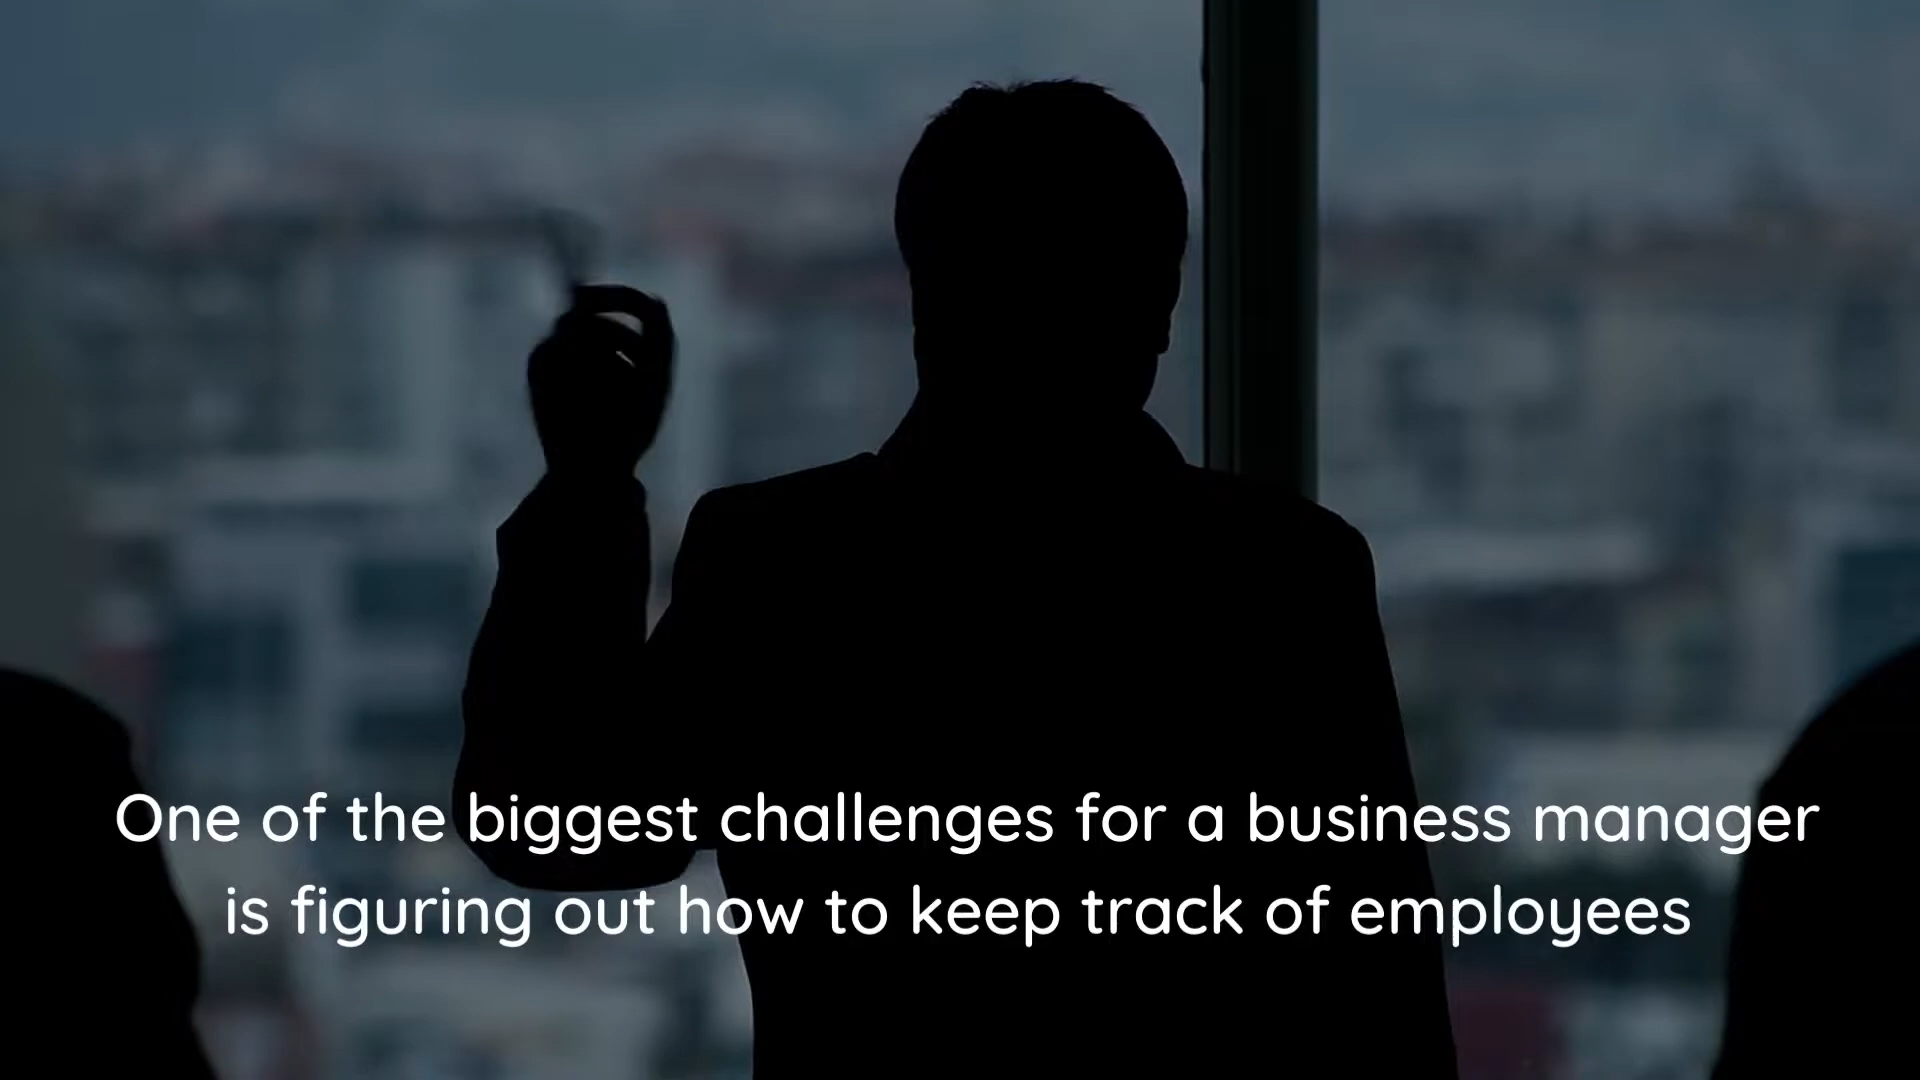 One of the biggest challenges for a business manager
is figuring out how to keep track of employees